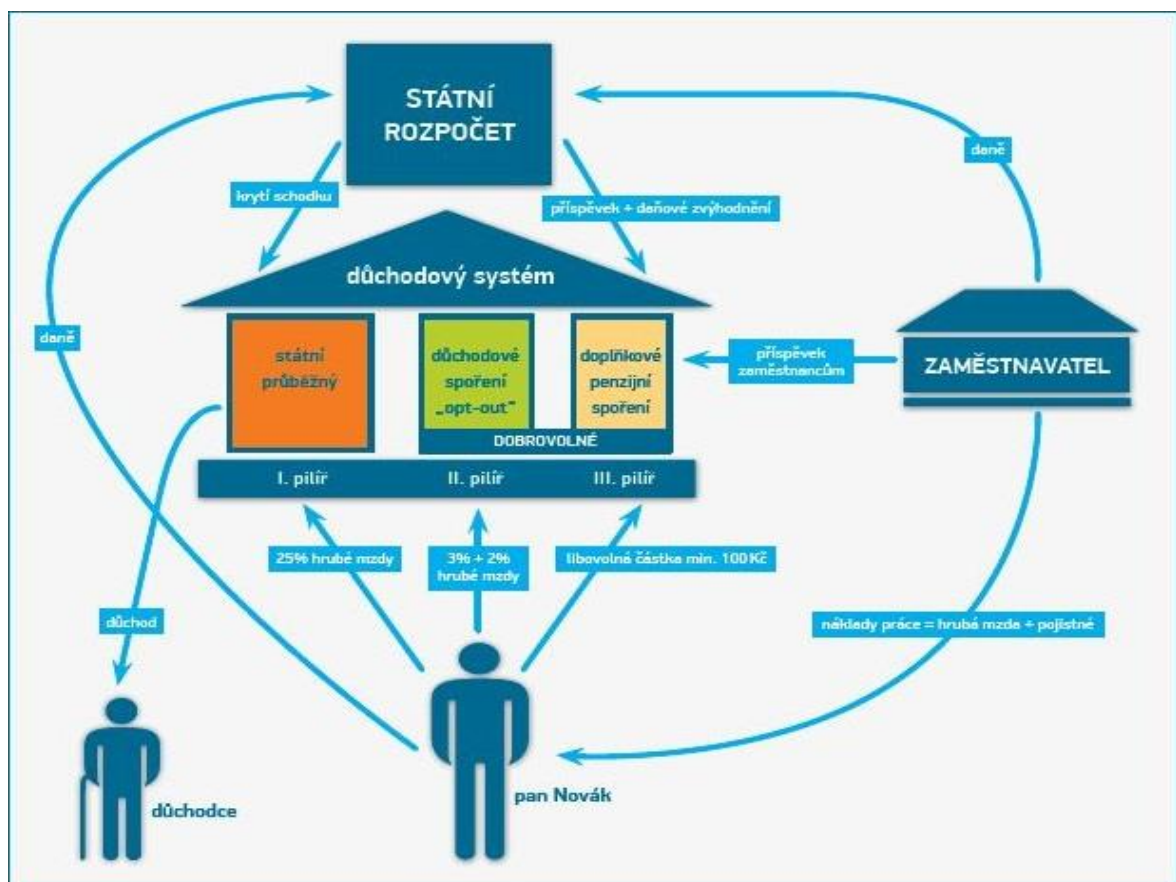 STÁTNÍ
ROZPOČET
daně
krytí schodku
příspěvek + daňové zvýhodnění
důchodový systém
daně
státní
průběžný
důchodové
spoření
„opt-out"
doplňkové
penzijní
spoření
příspěvek
zaměstnancům
ZAMĚSTNAVATEL
DOBROVOLNÉ
I. pilíř
II. pilíř
III. pilíř
25% hrubé mzdy
3% + 2%
hrubé mzdy
libovolná částka min. 100 Kč
důchod
náklady práce = hrubá mzda + pojistné
pan Novák
důchodce